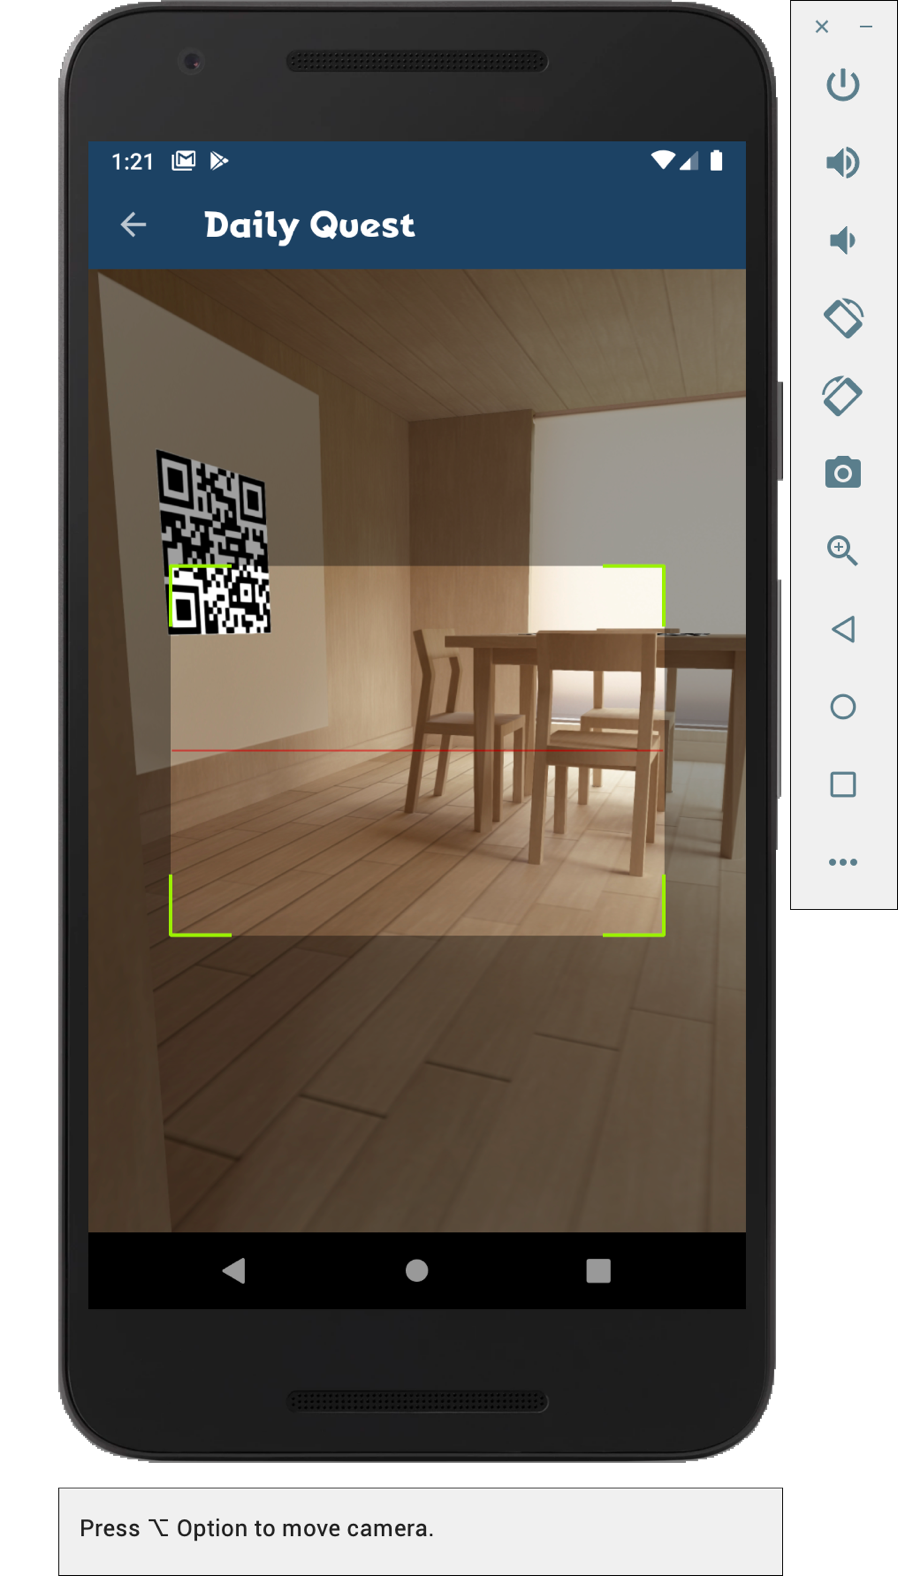 1:21
Daily Quest
Press ⌥ Option to move camera.